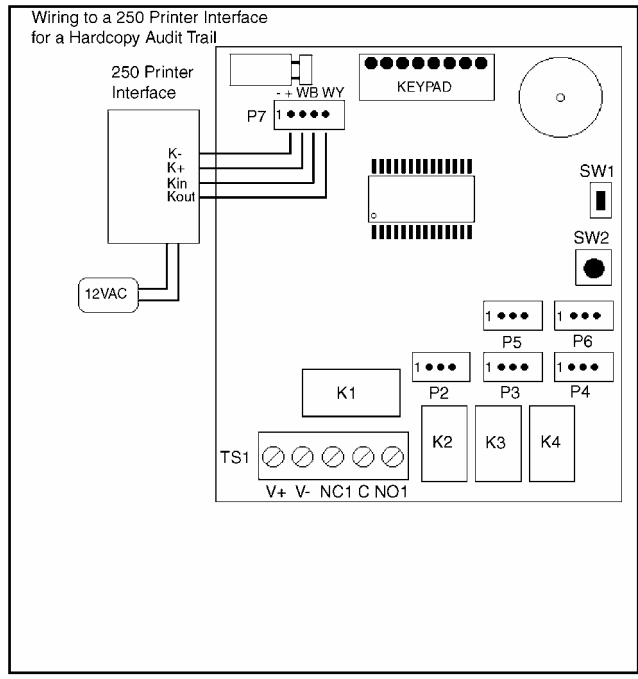 Wiring to a 250 Printer Interface
for a Hardcopy Audit Trail
250 Printer
Interface
- + WB WY
P7
1
KEYPAD
K-
K+
Kin
Kout
12VAC
SW1
SW2
1
1
P5
P6
1
1
1
P2
P3
P4
K1
K2
K3
K4
TS1
V+ V- NC1 C NO1